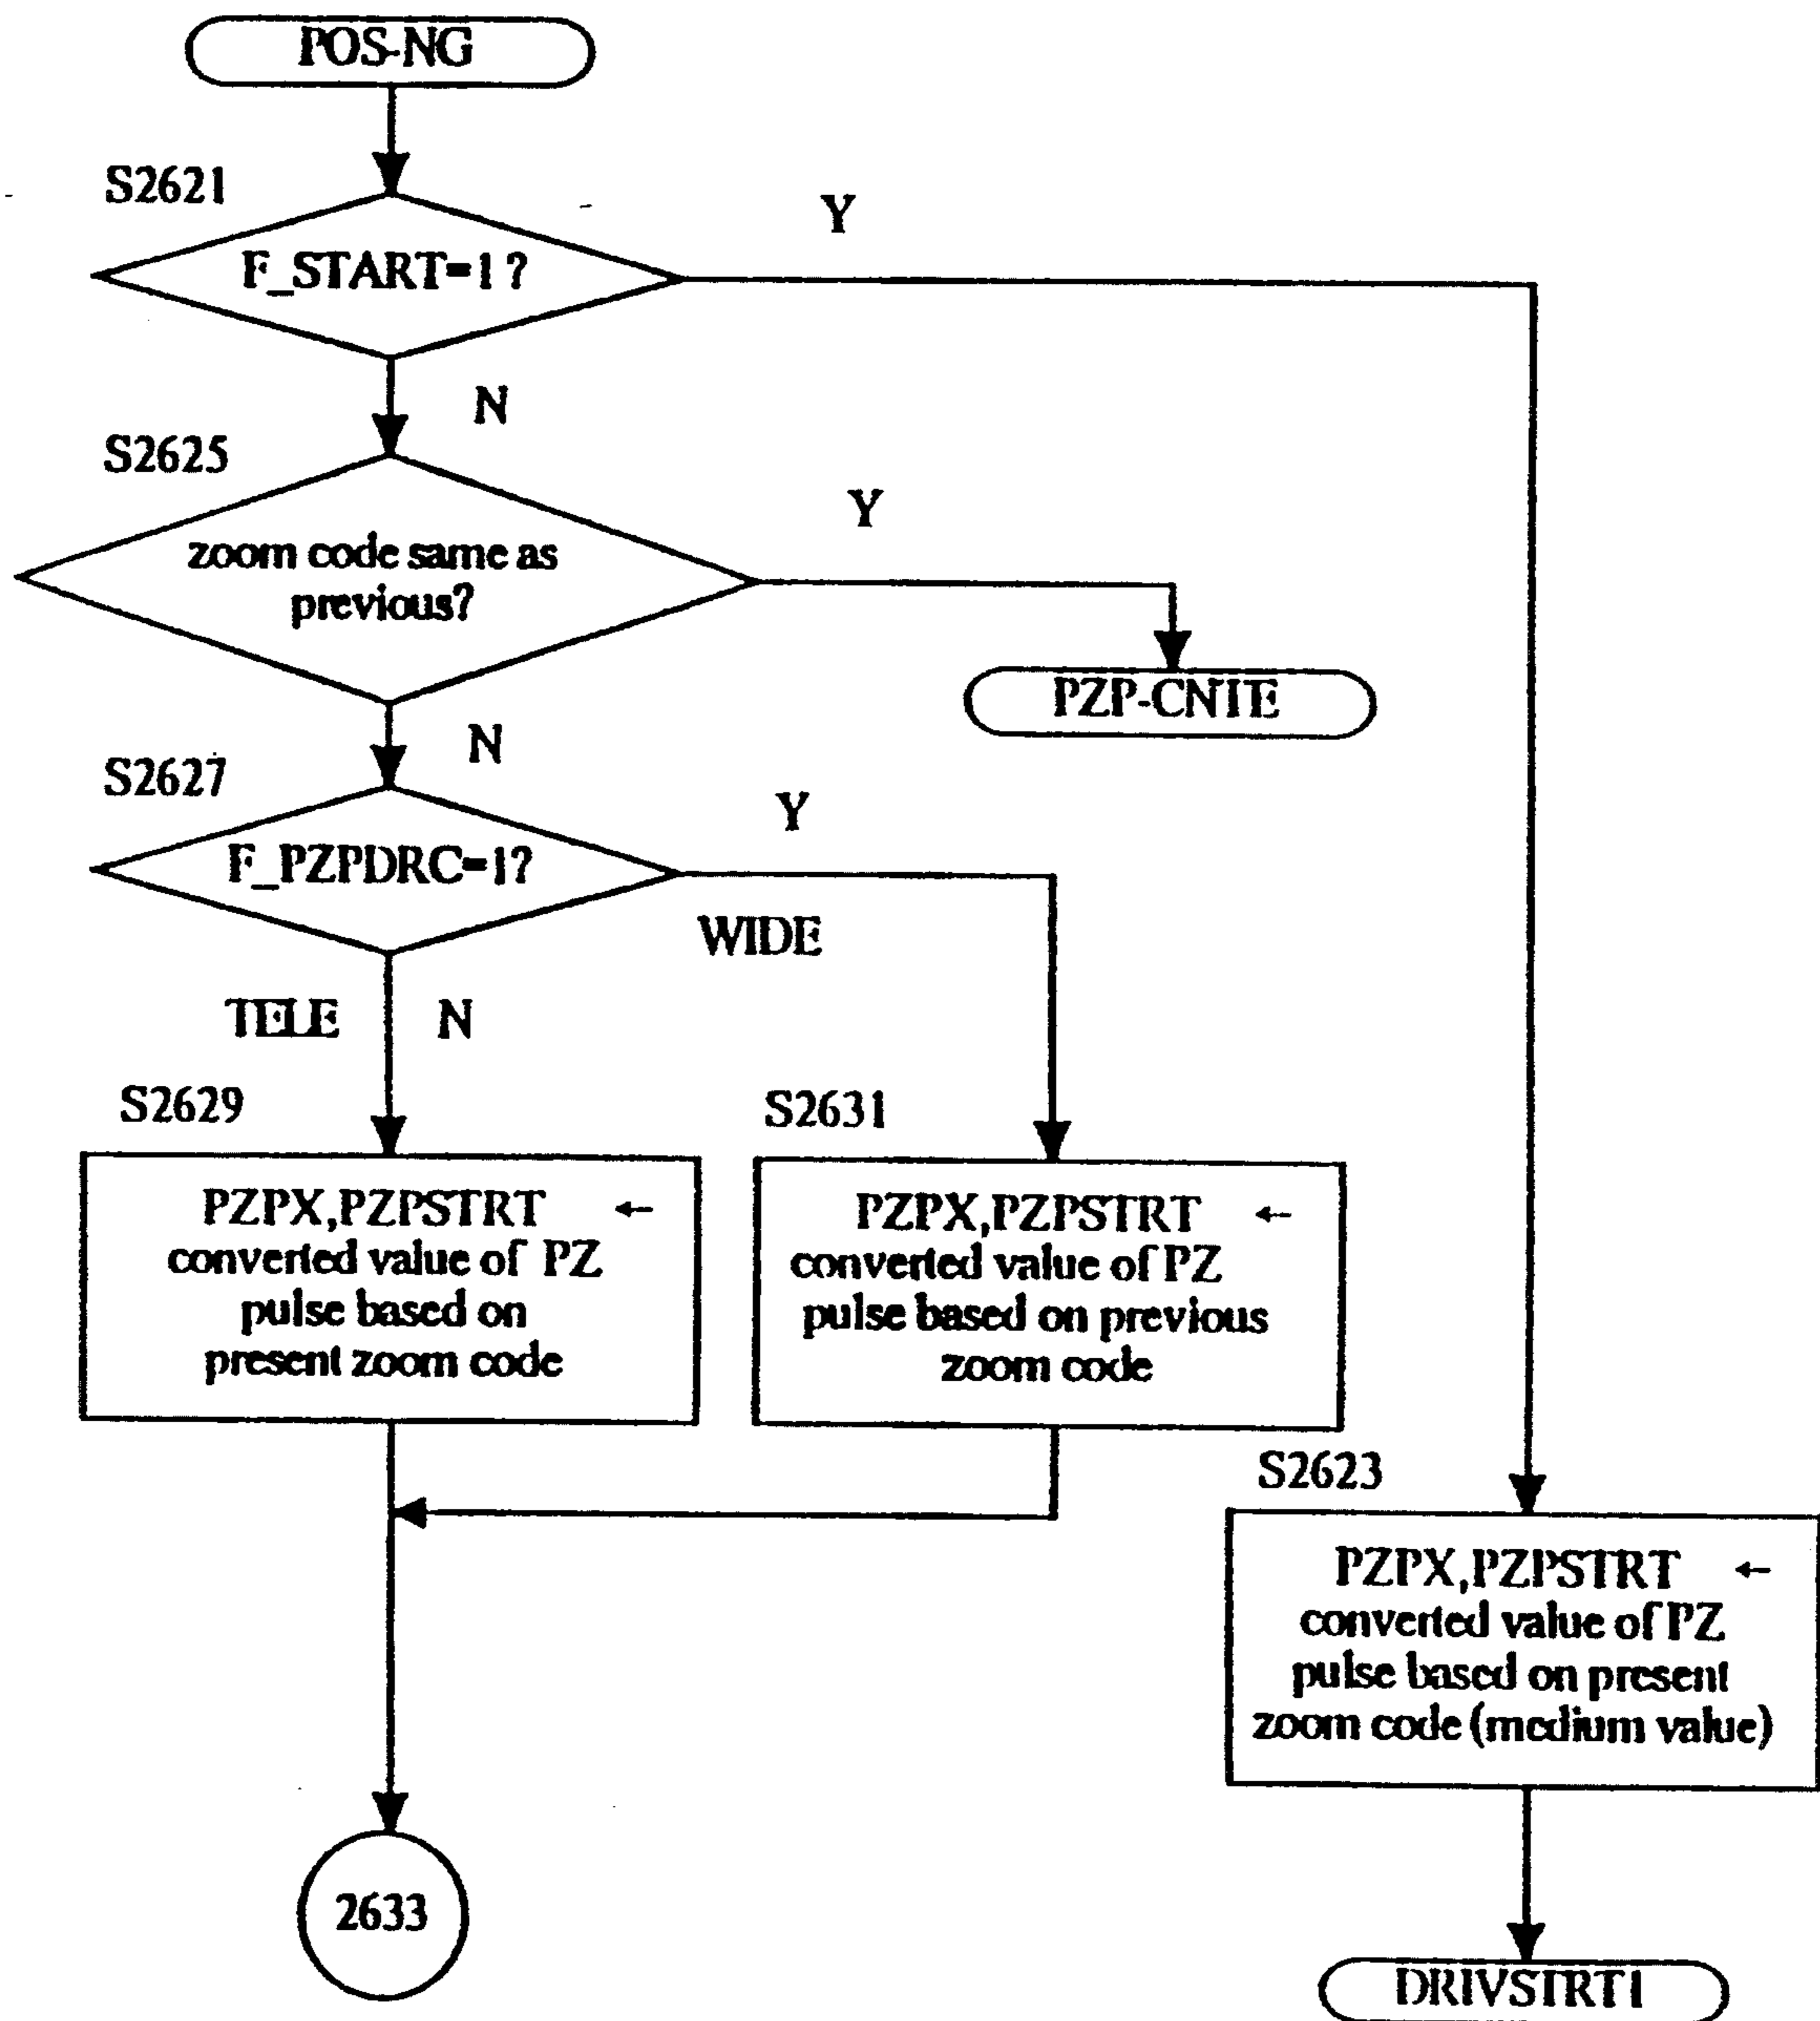 POS-NG
S2621
Y
F_START=1 ?
N
S2625
Y
zoom code same as
previous?
PZP-CNTE
N
S2627
Y
F_PZPDRC=1?
WIDE
TELE N
S2629
S2631
PZPX,PZPSTRT ←
converted value of PZ
pulse based on
present zoom code
PZPX,PZPSTRT ←
converted value of PZ
pulse based on previous
zoom code
S2623
PZPX,PZPSTRT ←
converted value of PZ
pulse based on present
zoom code (medium value)
2633
DRIVSTRT1